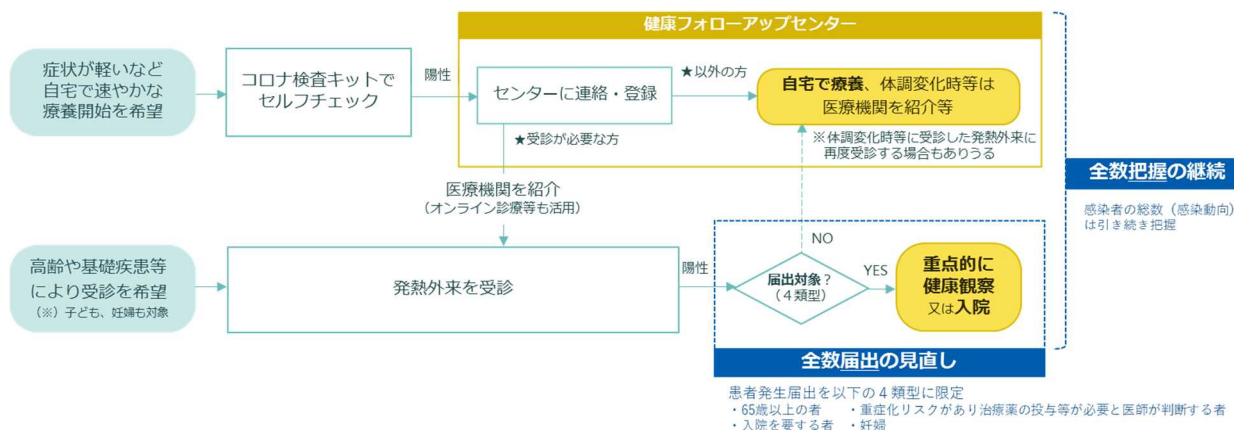 健康フォローアップセンター
症状が軽いなど
自宅で速やかな
療養開始を希望
コロナ検査キットで
セルフチェック
陽性
センターに連絡・登録
★以外の方
自宅で療養、体調変化時等は
医療機関を紹介等
★受診が必要な方
※体調変化時等に受診した発熱外来に
再度受診する場合もありうる
全数把握の継続
感染者の総数（感染動向）
は引き続き把握
医療機関を紹介
（オンライン診療等も活用）
高齢や基礎疾患等
により受診を希望
（※）子ども、妊婦も対象
発熱外来を受診
陽性
NO
届出対象？
（４類型）
YES
重点的に
健康観察
又は入院
全数届出の見直し
患者発生届出を以下の４類型に限定
・65歳以上の者　・重症化リスクがあり治療薬の投与等が必要と医師が判断する者
・入院を要する者　・妊婦